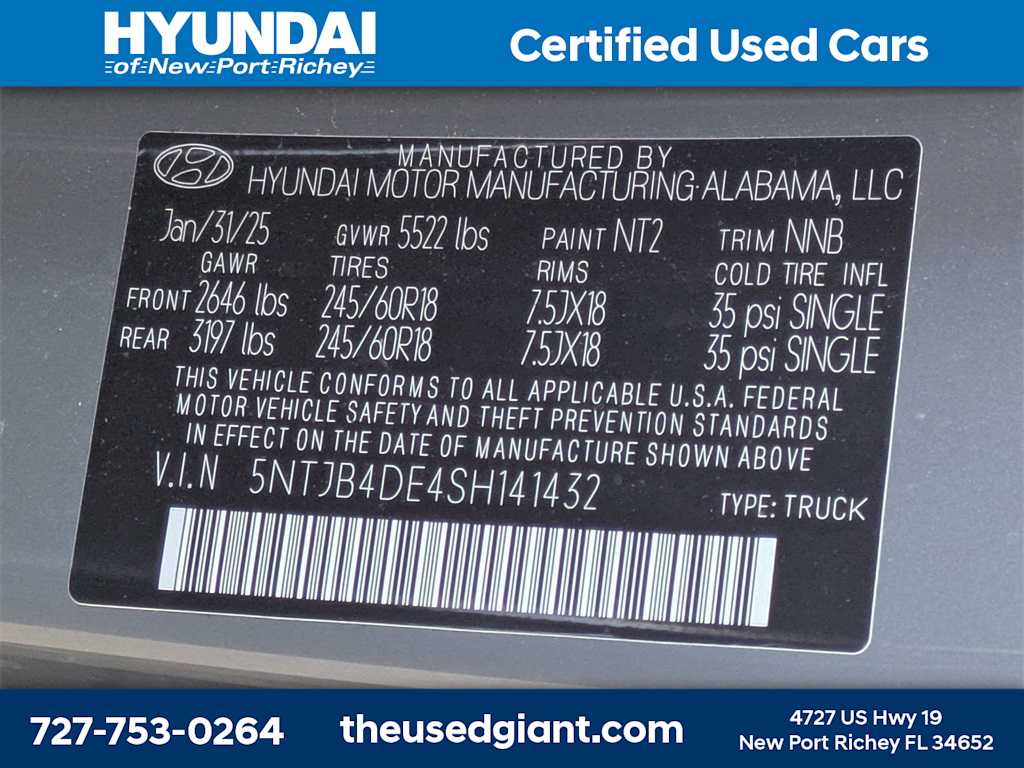 HYUNDAI
of New Port Richey
Certified Used Cars
MANUFACTURED BY
HYUNDAI MOTOR MANUFACTURING ALABAMA, LLC
Jan/31/25 GVWR 5522 lbs PAINT NT2 TRIM NNB
GAWR TIRES RIMS COLD TIRE INFL
FRONT 2646 lbs 245/60R18 7.5JX18 35 psi SINGLE
REAR 3197 lbs 245/60R18 7.5JX18 35 psi SINGLE
THIS VEHICLE CONFORMS TO ALL APPLICABLE U.S.A. FEDERAL
MOTOR VEHICLE SAFETY AND THEFT PREVENTION STANDARDS
IN EFFECT ON THE DATE OF MANUFACTURE SHOWN ABOVE
V.I.N 5NTJB4DE4SH141432 TYPE: TRUCK
727-753-0264
theusedgiant.com
4727 US Hwy 19
New Port Richey FL 34652